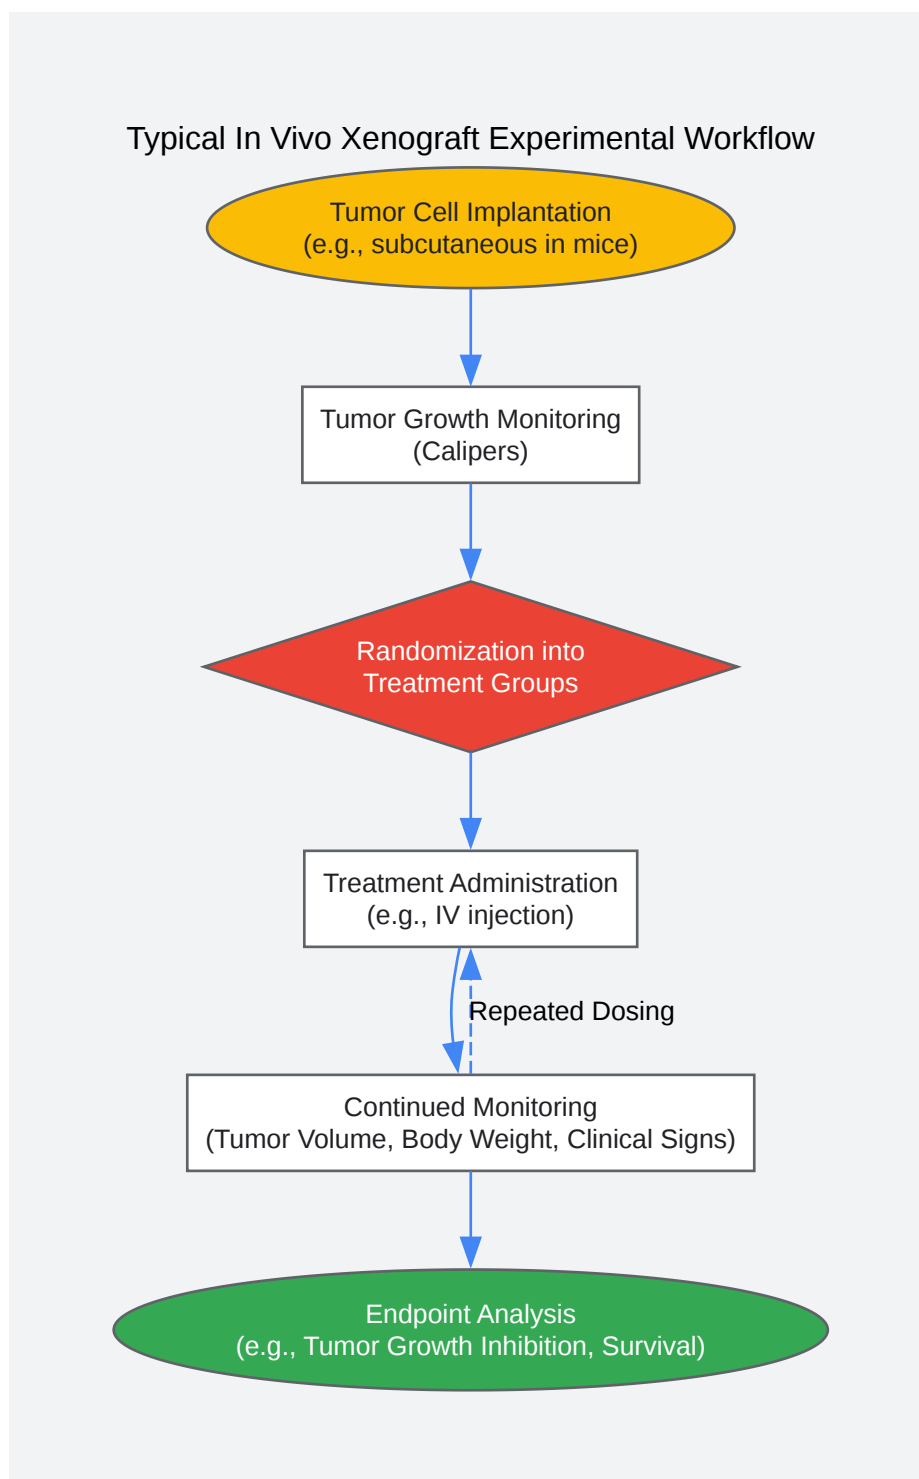 Typical In Vivo Xenograft Experimental Workflow
Tumor Cell Implantation
(e.g., subcutaneous in mice)
Tumor Growth Monitoring
(Calipers)
Randomization into
Treatment Groups
Treatment Administration
(e.g., IV injection)
Repeated Dosing
Continued Monitoring
(Tumor Volume, Body Weight, Clinical Signs)
Endpoint Analysis
(e.g., Tumor Growth Inhibition, Survival)